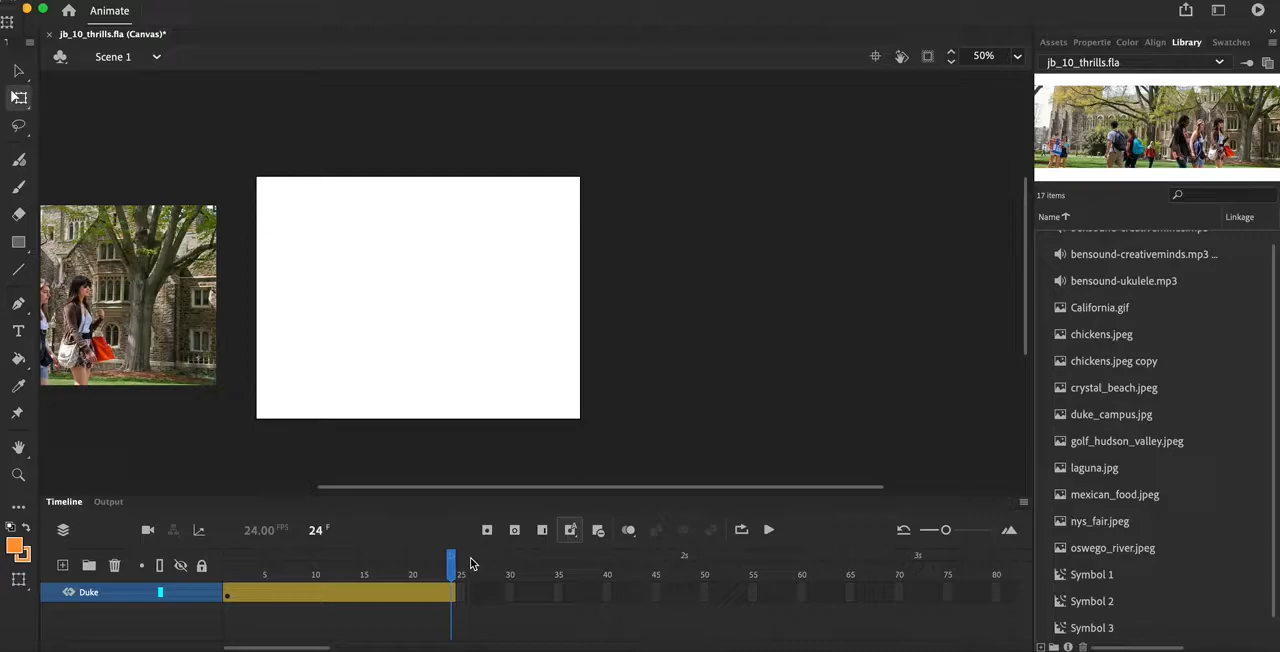 Animate
jb_10_thrills.fla (Canvas)*
Scene 1
50%
Assets Propertie Color Align Library Swatches
jb_10_thrills.fla
17 items
Name Linkage
bensound-creativeminds.mp3
bensound-creativeminds.mp3 ...
bensound-ukulele.mp3
California.gif
chickens.jpeg
chickens.jpeg copy
crystal_beach.jpeg
duke_campus.jpg
golf_hudson_valley.jpeg
laguna.jpg
mexican_food.jpeg
nys_fair.jpeg
oswego_river.jpeg
Symbol 1
Symbol 2
Symbol 3
Timeline Output
24.00 FPS 24 F
2s 3s
5 10 15 20 25 30 35 40 45 50 55 60 65 70 75 80
Duke